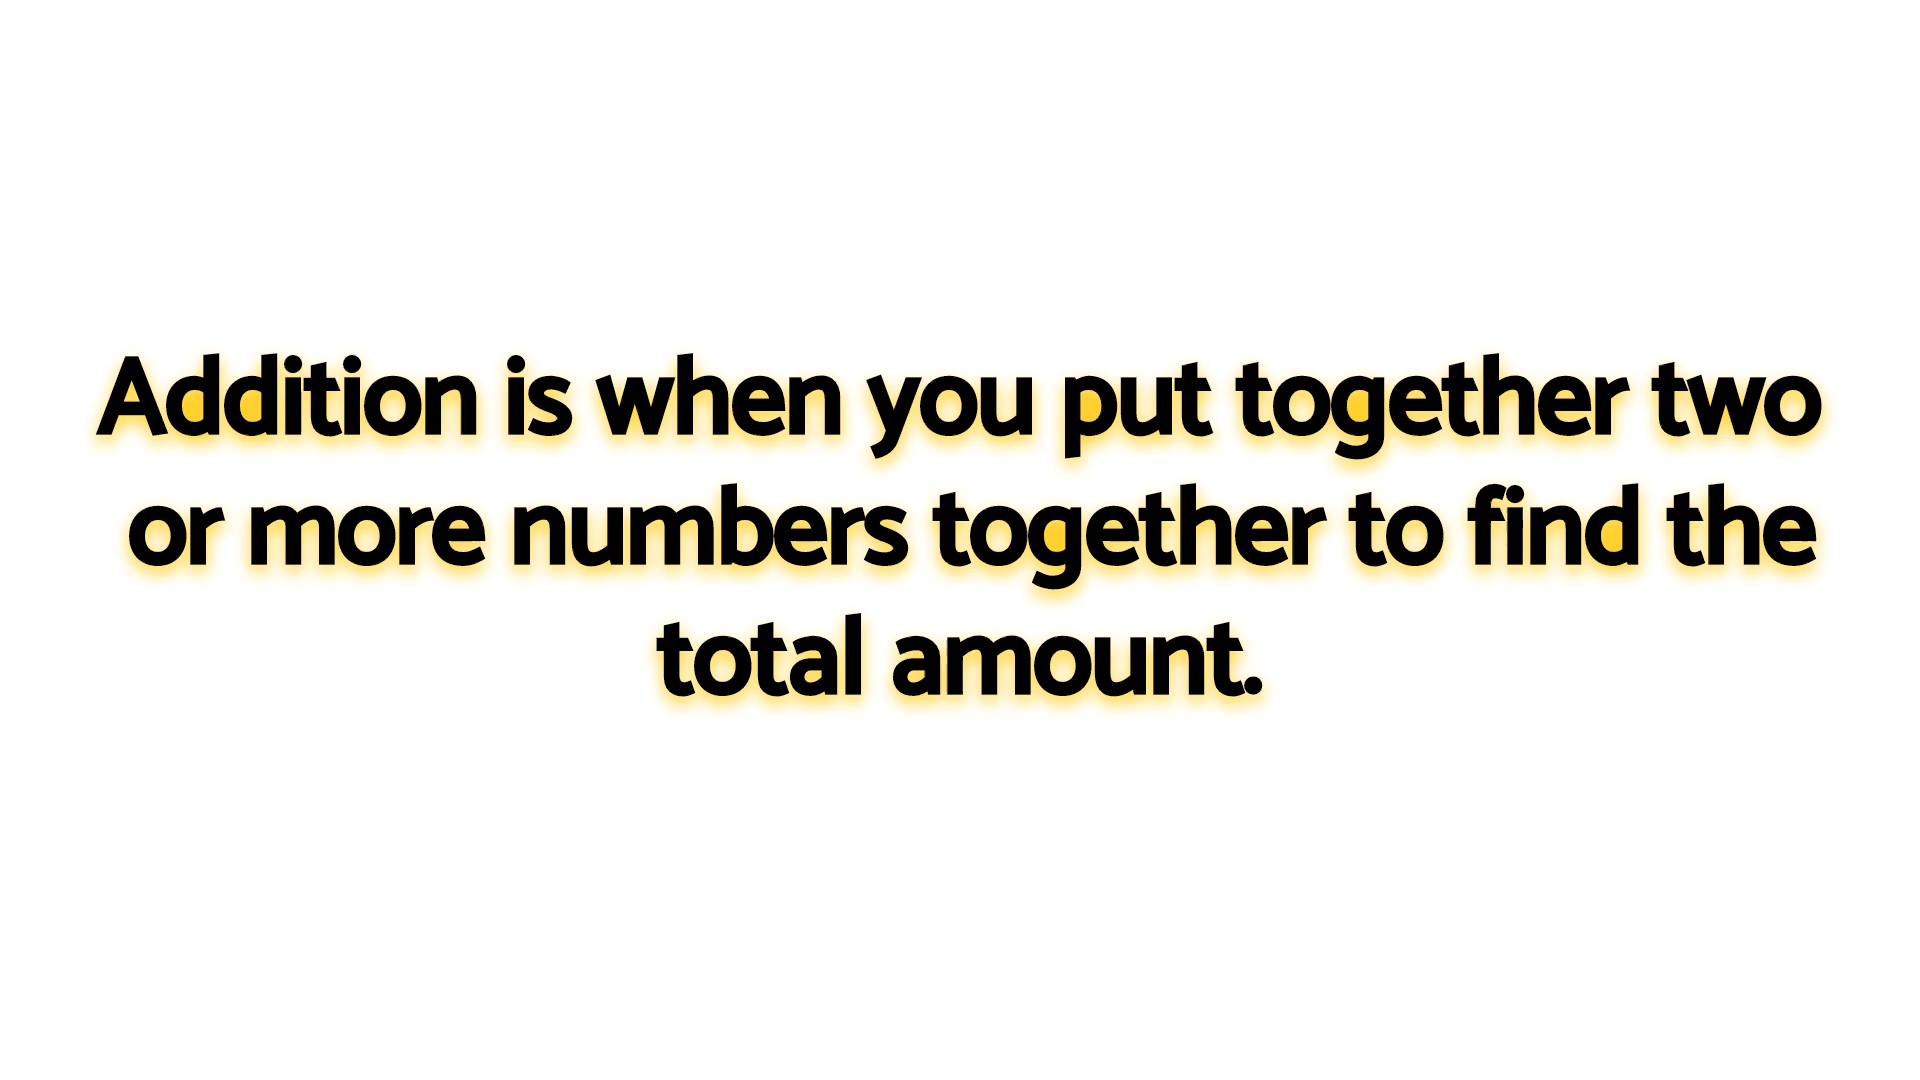 Addition is when you put together two
or more numbers together to find the
total amount.